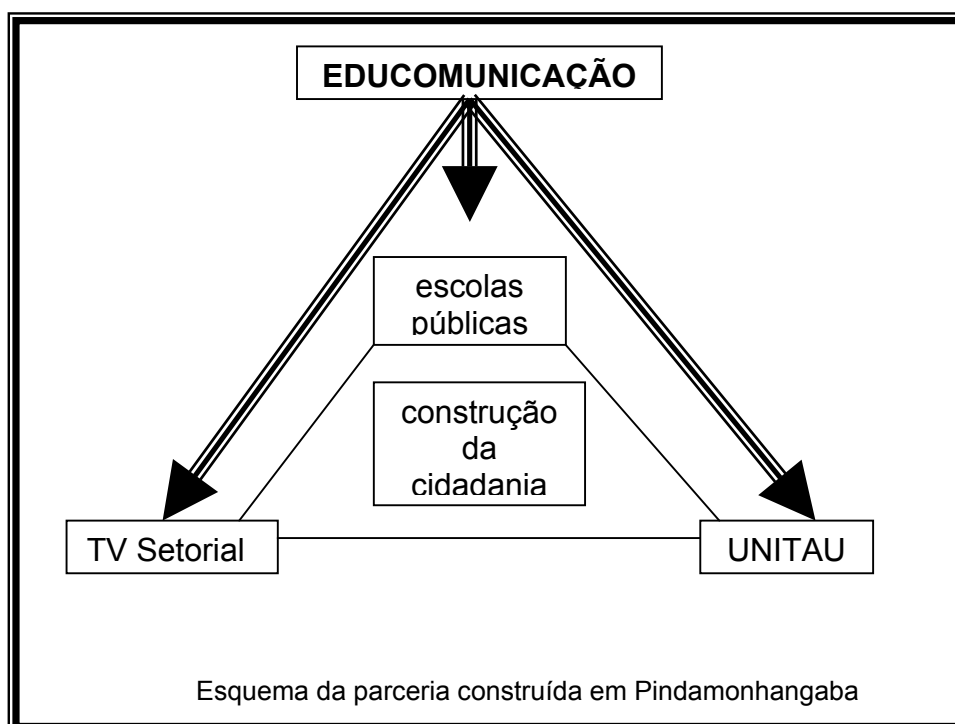 EDUCOMUNICAÇÃO
escolas
públicas
construção
da
cidadania
TV Setorial
UNITAU
Esquema da parceria construída em Pindamonhangaba